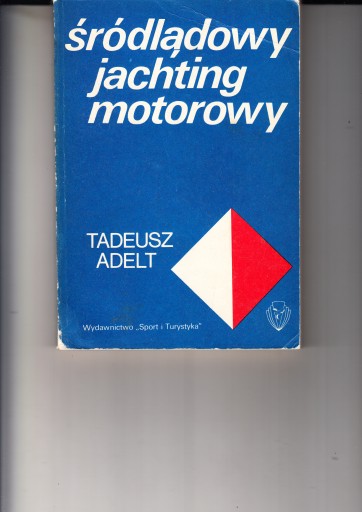 śródlądowy
jachting
motorowy
TADEUSZ
ADELT
Wydawnictwo „Sport i Turystyka"